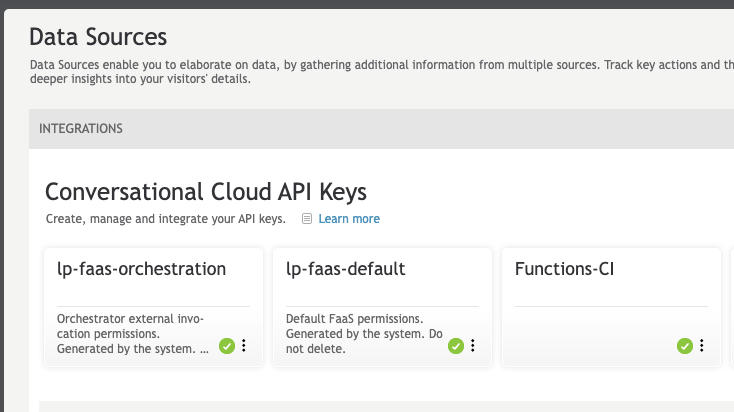 Data Sources
Data Sources enable you to elaborate on data, by gathering additional information from multiple sources. Track key actions and th
deeper insights into your visitors' details.
INTEGRATIONS
Conversational Cloud API Keys
Create, manage and integrate your API keys. Learn more
lp-faas-orchestration
Orchestrator external invo-
cation permissions.
Generated by the system. ...
lp-faas-default
Default FaaS permissions.
Generated by the system. Do
not delete.
Functions-CI